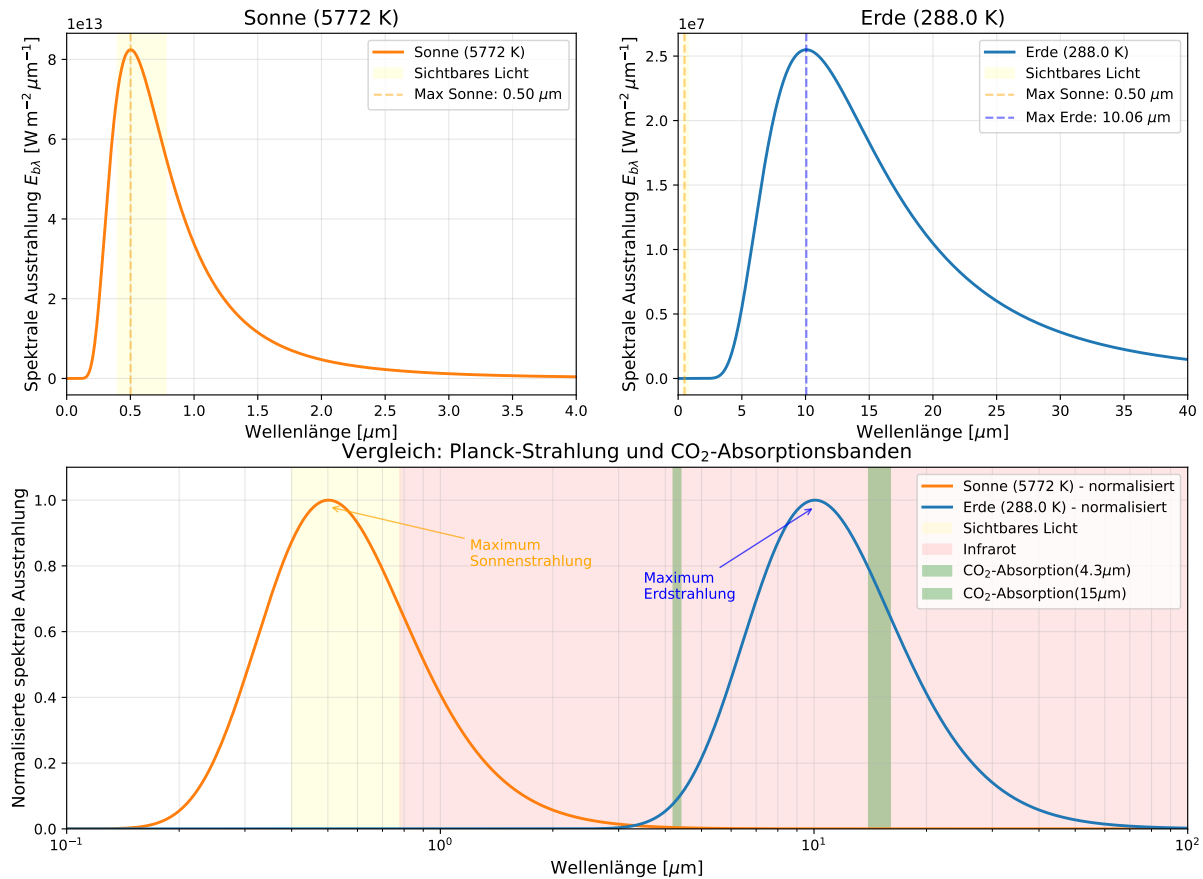 Sonne (5772 K)
1e13
Spektrale Ausstrahlung E_{bλ} [W m⁻² μm⁻¹]
8
6
4
2
0
0.0 0.5 1.0 1.5 2.0 2.5 3.0 3.5 4.0
Wellenlänge [μm]
Sonne (5772 K)
Sichtbares Licht
Max Sonne: 0.50 μm
Erde (288.0 K)
1e7
Spektrale Ausstrahlung E_{bλ} [W m⁻² μm⁻¹]
2.5
2.0
1.5
1.0
0.5
0.0
0 5 10 15 20 25 30 35 40
Wellenlänge [μm]
Erde (288.0 K)
Sichtbares Licht
Max Sonne: 0.50 μm
Max Erde: 10.06 μm
Vergleich: Planck-Strahlung und CO₂-Absorptionsbanden
Normalisierte spektrale Ausstrahlung
1.0
0.8
0.6
0.4
0.2
0.0
10⁻¹ 10⁰ 10¹ 10²
Wellenlänge [μm]
Maximum
Sonnenstrahlung
Maximum
Erdstrahlung
Sonne (5772 K) - normalisiert
Erde (288.0 K) - normalisiert
Sichtbares Licht
Infrarot
CO₂-Absorption(4.3μm)
CO₂-Absorption(15μm)